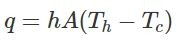 q = hA(T_h − T_c)